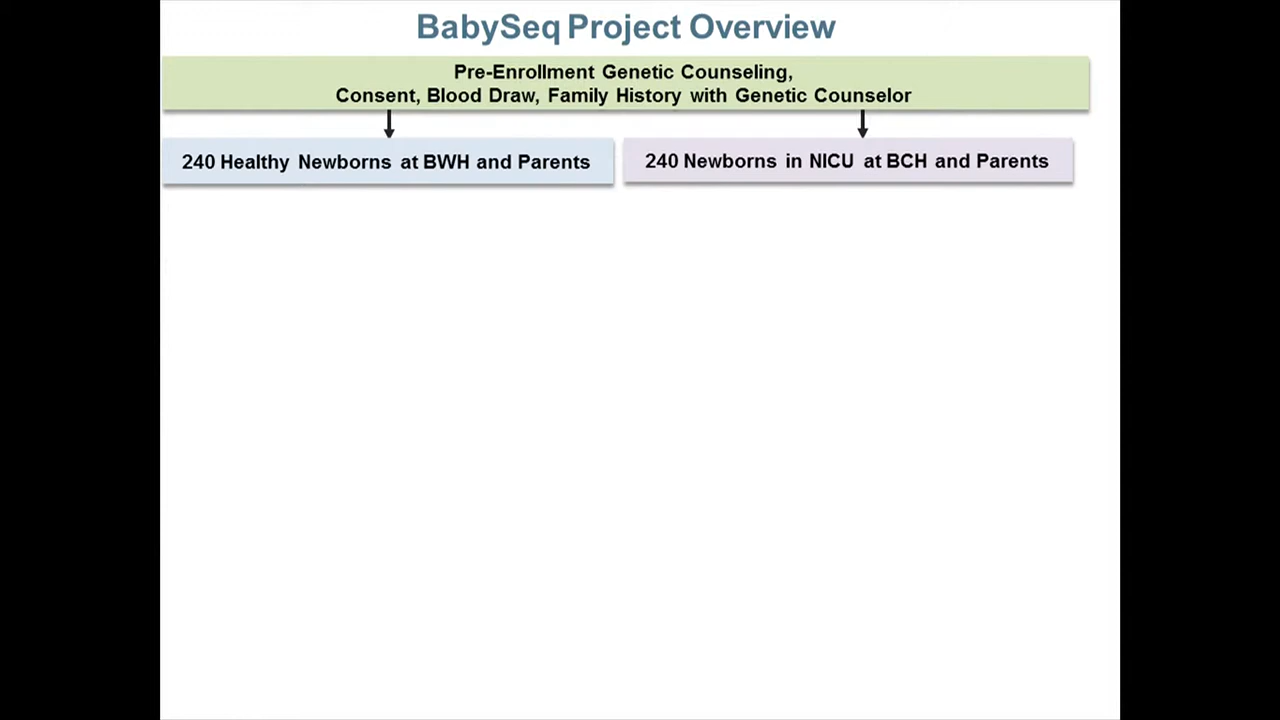 BabySeq Project Overview
Pre-Enrollment Genetic Counseling,
Consent, Blood Draw, Family History with Genetic Counselor
240 Healthy Newborns at BWH and Parents
240 Newborns in NICU at BCH and Parents